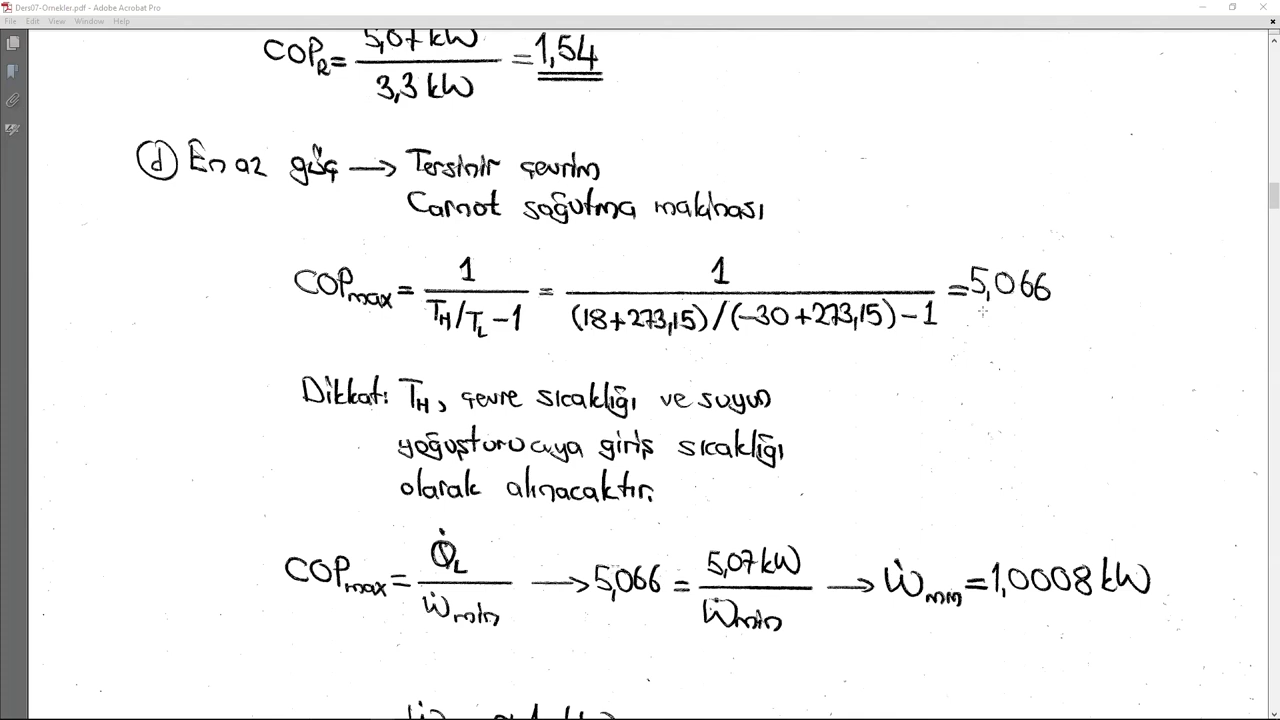 Ders07-Ornekler.pdf - Adobe Acrobat Pro
File Edit View Window Help
COP_R = 5,07 kW / 3,3 kW = 1,54
(d) En az güç → Tersinir çevrim
Carnot soğutma makinası
COP_max = 1 / (T_H/T_L - 1) = 1 / ((18+273,15)/(-30+273,15) - 1) = 5,066
Dikkat: T_H, çevre sıcaklığı ve suyun
yoğuşturucuya giriş sıcaklığı
olarak alınacaktır.
COP_max = Q̇_L / Ẇ_min → 5,066 = 5,07 kW / Ẇ_min → Ẇ_min = 1,0008 kW